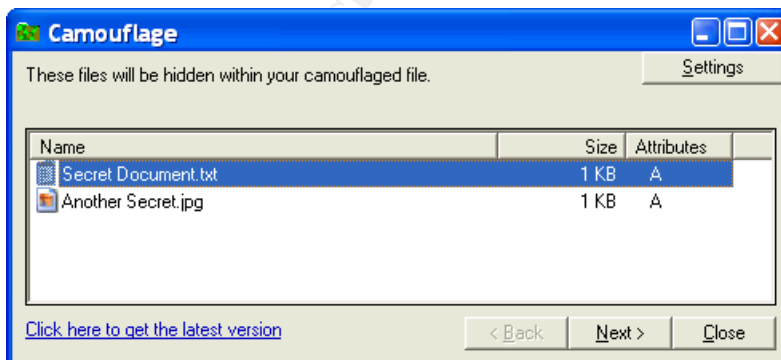 Camouflage
These files will be hidden within your camouflaged file.
Settings
Name Size Attributes
Secret Document.txt 1 KB A
Another Secret.jpg 1 KB A
Click here to get the latest version
< Back Next > Close